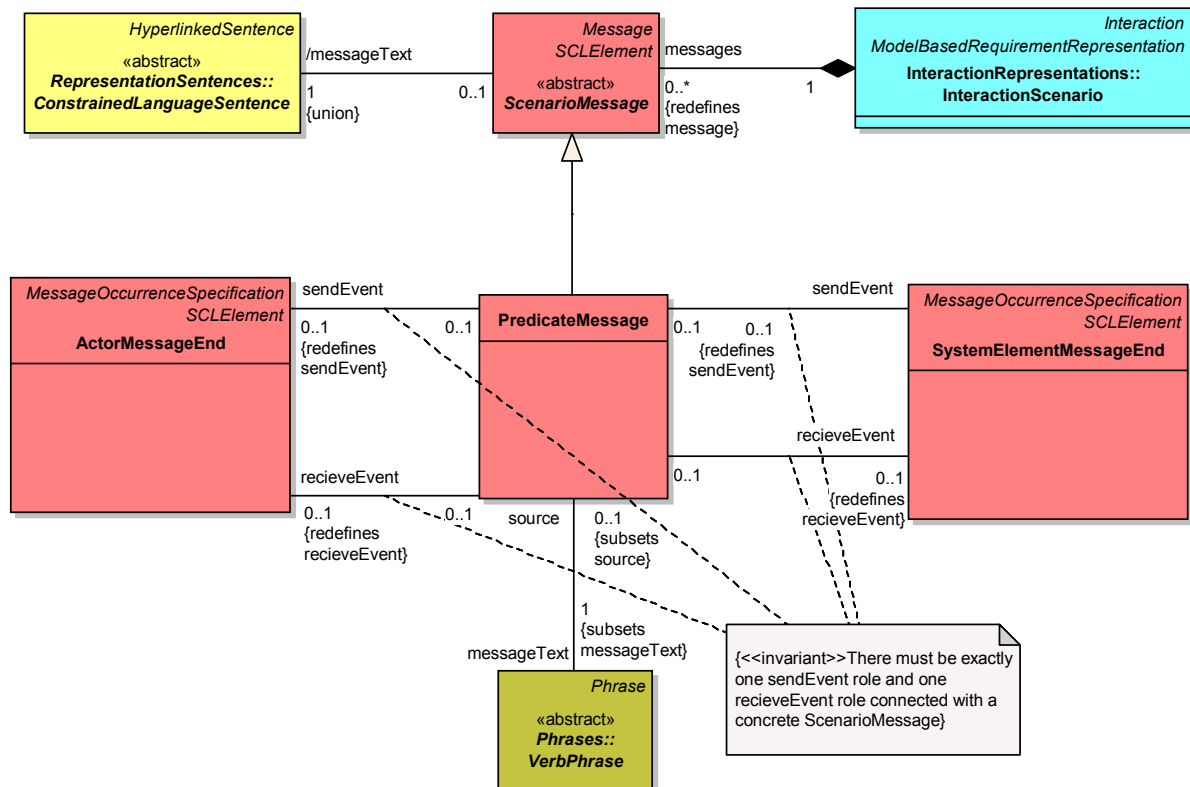 HyperlinkedSentence
«abstract»
RepresentationSentences::
ConstrainedLanguageSentence
/messageText
1
{union}
0..1
Message
SCLElement
«abstract»
ScenarioMessage
messages
0..*
{redefines
message}
1
Interaction
ModelBasedRequirementRepresentation
InteractionRepresentations::
InteractionScenario
MessageOccurrenceSpecification
SCLElement
ActorMessageEnd
sendEvent
0..1
{redefines
sendEvent}
0..1
recieveEvent
0..1
{redefines
recieveEvent}
0..1
PredicateMessage
sendEvent
0..1
0..1
{redefines
sendEvent}
recieveEvent
0..1
0..1
{redefines
recieveEvent}
MessageOccurrenceSpecification
SCLElement
SystemElementMessageEnd
source
0..1
{subsets
source}
1
{subsets
messageText}
messageText
Phrase
«abstract»
Phrases::
VerbPhrase
{<<invariant>>There must be exactly
one sendEvent role and one
recieveEvent role connected with a
concrete ScenarioMessage}